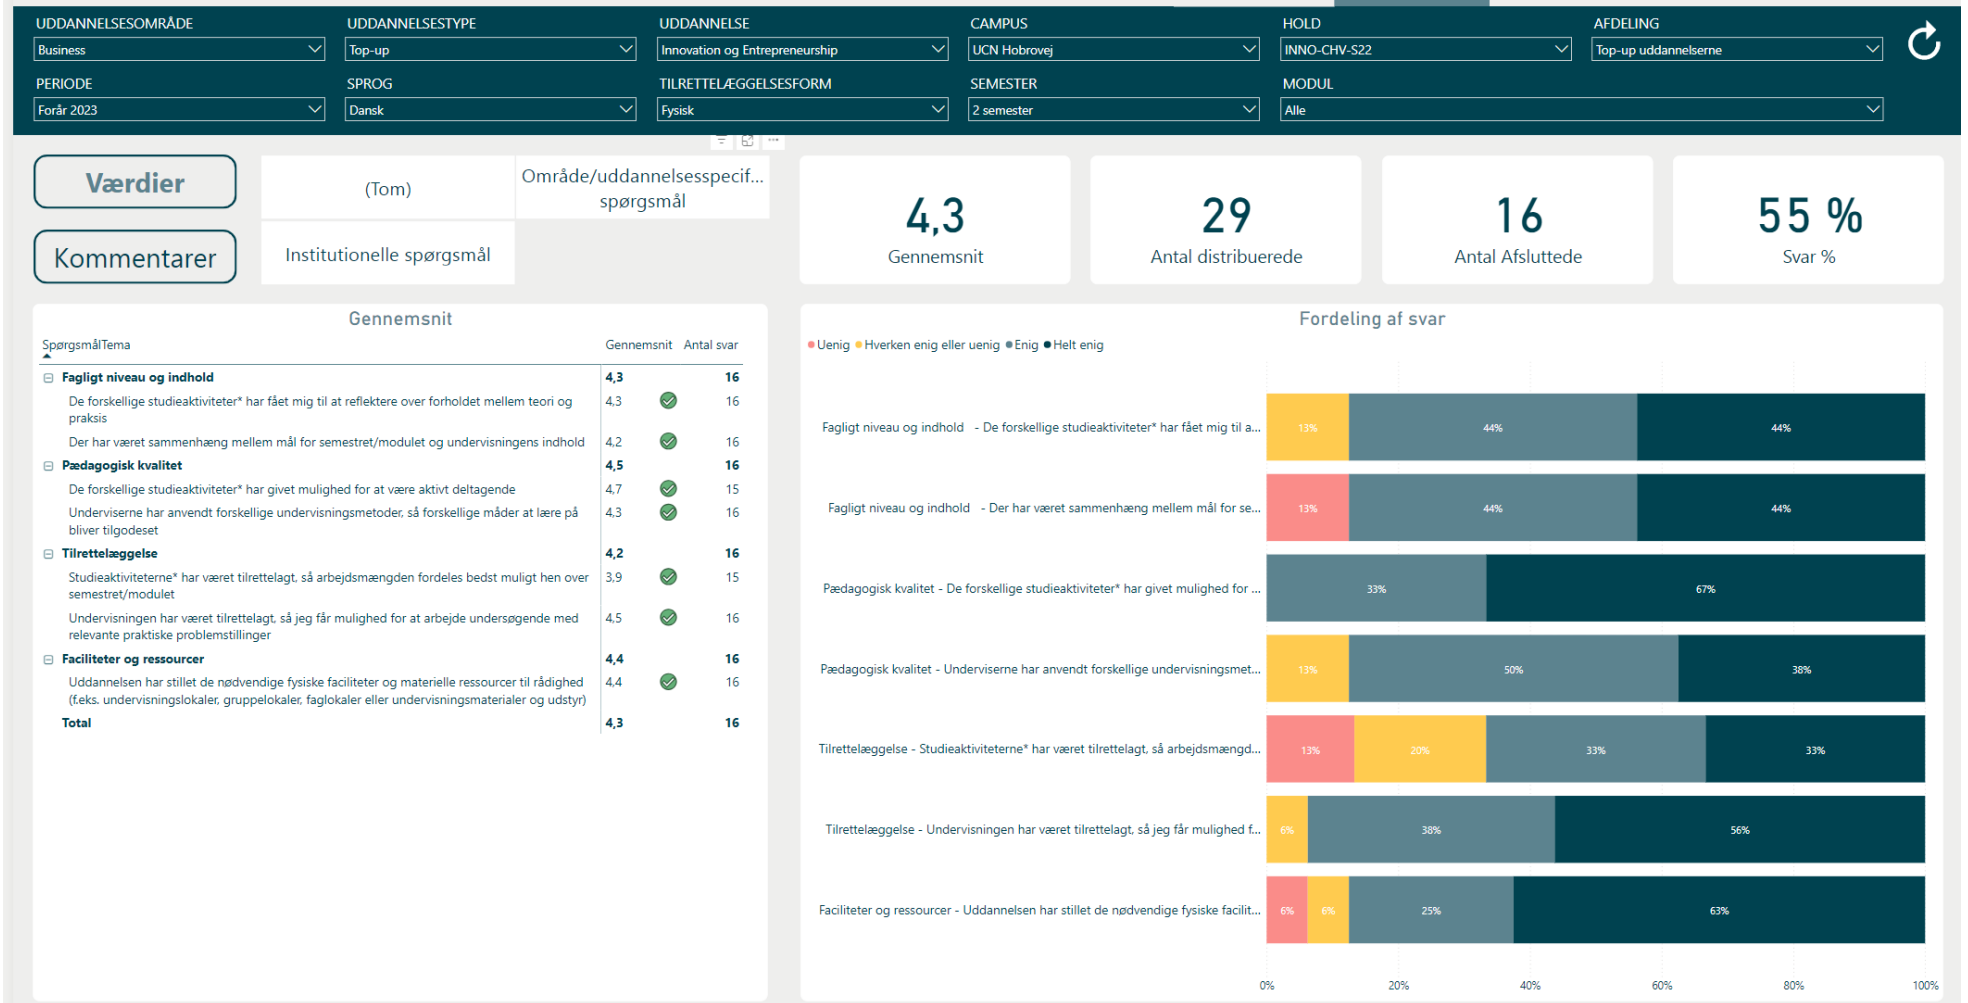 UDDANNELSESOMRÅDE
Business
UDDANNELSESTYPE
Top-up
UDDANNELSE
Innovation og Entrepreneurship
CAMPUS
UCN Hobrovej
HOLD
INNO-CHV-S22
AFDELING
Top-up uddannelserne
PERIODE
Forår 2023
SPROG
Dansk
TILRETTELÆGGELSESFORM
Fysisk
SEMESTER
2 semester
MODUL
Alle
Værdier
Kommentarer
(Tom)
Område/uddannelsesspecif...
spørgsmål
Institutionelle spørgsmål
4,3
Gennemsnit
29
Antal distribuerede
16
Antal Afsluttede
55 %
Svar %
Gennemsnit
SpørgsmålTema Gennemsnit Antal svar
Fagligt niveau og indhold 4,3 16
De forskellige studieaktiviteter* har fået mig til at reflektere over forholdet mellem teori og 4,3 16
praksis
Der har været sammenhæng mellem mål for semestret/modulet og undervisningens indhold 4,2 16
Pædagogisk kvalitet 4,5 16
De forskellige studieaktiviteter* har givet mulighed for at være aktivt deltagende 4,7 15
Underviserne har anvendt forskellige undervisningsmetoder, så forskellige måder at lære på 4,3 16
bliver tilgodeset
Tilrettelæggelse 4,2 16
Studieaktiviteterne* har været tilrettelagt, så arbejdsmængden fordeles bedst muligt hen over 3,9 15
semestret/modulet
Undervisningen har været tilrettelagt, så jeg får mulighed for at arbejde undersøgende med 4,5 16
relevante praktiske problemstillinger
Faciliteter og ressourcer 4,4 16
Uddannelsen har stillet de nødvendige fysiske faciliteter og materielle ressourcer til rådighed 4,4 16
(f.eks. undervisningslokaler, gruppelokaler, faglokaler eller undervisningsmaterialer og udstyr)
Total 4,3 16
Fordeling af svar
Uenig Hverken enig eller uenig Enig Helt enig
Fagligt niveau og indhold - De forskellige studieaktiviteter* har fået mig til a... 13% 44% 44%
Fagligt niveau og indhold - Der har været sammenhæng mellem mål for se... 13% 44% 44%
Pædagogisk kvalitet - De forskellige studieaktiviteter* har givet mulighed for ... 33% 67%
Pædagogisk kvalitet - Underviserne har anvendt forskellige undervisningsmet... 13% 50% 38%
Tilrettelæggelse - Studieaktiviteterne* har været tilrettelagt, så arbejdsmængd... 13% 20% 33% 33%
Tilrettelæggelse - Undervisningen har været tilrettelagt, så jeg får mulighed f... 6% 38% 56%
Faciliteter og ressourcer - Uddannelsen har stillet de nødvendige fysiske facilit... 6% 6% 25% 63%
0% 20% 40% 60% 80% 100%